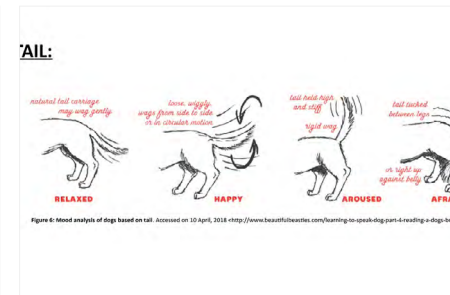 TAIL:
natural tail carriage
may wag gently
loose, wiggly,
wags from side to side
or in circular motion
tail held high
and stiff
rigid wag
tail tucked
between legs
or right up
against belly
RELAXED
HAPPY
AROUSED
AFRA
Figure 6: Mood analysis of dogs based on tail. Accessed on 10 April, 2018 <http://www.beautifulbeasties.com/learning-to-speak-dog-part-4-reading-a-dogs-b